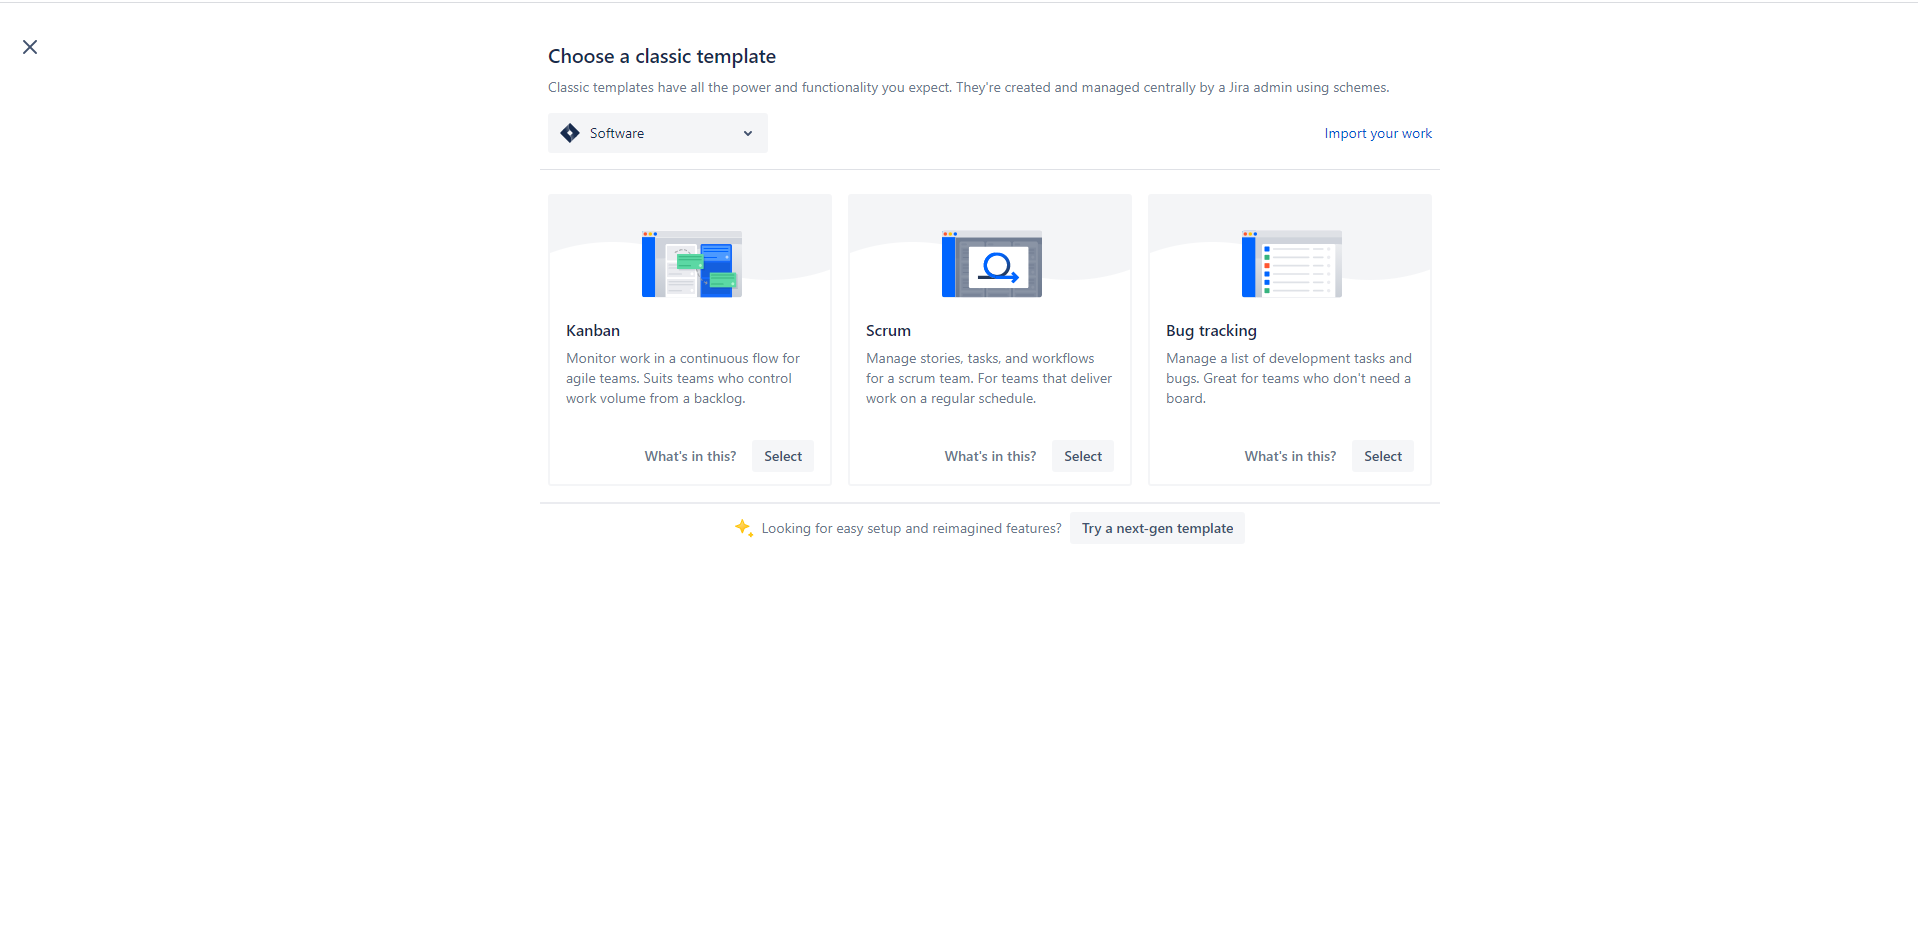 Choose a classic template
Classic templates have all the power and functionality you expect. They're created and managed centrally by a Jira admin using schemes.
Software
Import your work
Kanban
Monitor work in a continuous flow for
agile teams. Suits teams who control
work volume from a backlog.
What's in this?
Select
Scrum
Manage stories, tasks, and workflows
for a scrum team. For teams that deliver
work on a regular schedule.
What's in this?
Select
Bug tracking
Manage a list of development tasks and
bugs. Great for teams who don't need a
board.
What's in this?
Select
Looking for easy setup and reimagined features?
Try a next-gen template